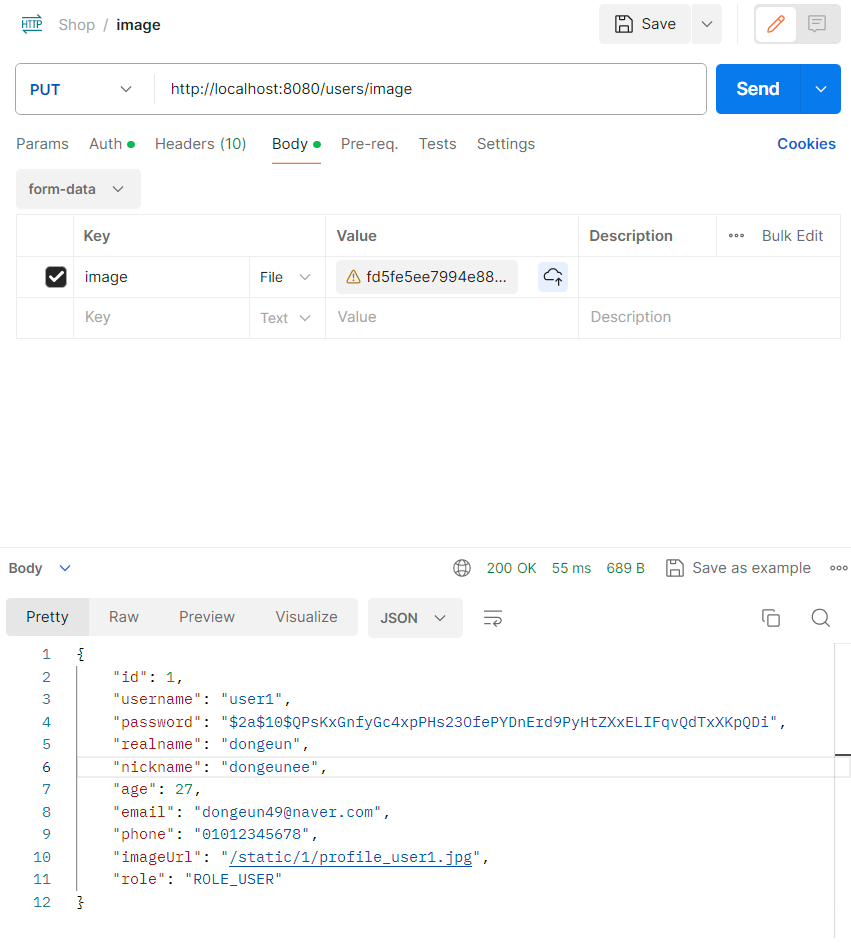 HTTP Shop / image Save
PUT http://localhost:8080/users/image Send
Params Auth Headers (10) Body Pre-req. Tests Settings Cookies
form-data
Key Value Description Bulk Edit
image File fd5fe5ee7994e88...
Key Text Value Description
Body 200 OK 55 ms 689 B Save as example
Pretty Raw Preview Visualize JSON
1 {
2 "id": 1,
3 "username": "user1",
4 "password": "$2a$10$QPsKxGnfyGc4xpPHs23OfePYDnErd9PyHtZXxELIFqvQdTxXKpQDi",
5 "realname": "dongeun",
6 "nickname": "dongeunee",
7 "age": 27,
8 "email": "dongeun49@naver.com",
9 "phone": "01012345678",
10 "imageUrl": "/static/1/profile_user1.jpg",
11 "role": "ROLE_USER"
12 }